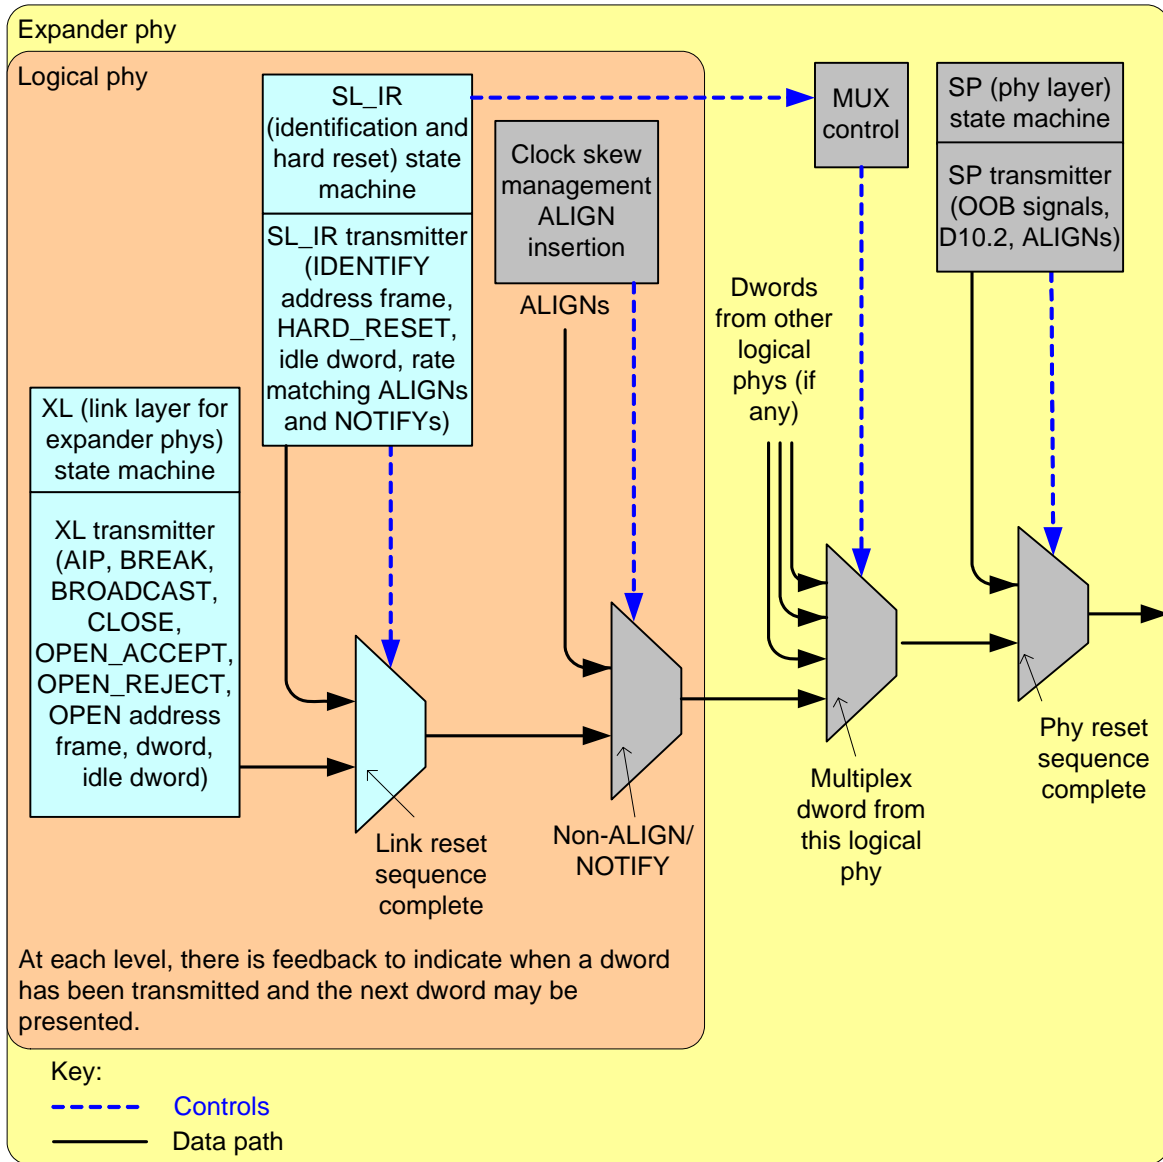 Expander phy
Logical phy
SL_IR
(identification and
hard reset) state
machine
SL_IR transmitter
(IDENTIFY
address frame,
HARD_RESET,
idle dword, rate
matching ALIGNs
and NOTIFYs)
Clock skew
management
ALIGN
insertion
ALIGNs
MUX
control
SP (phy layer)
state machine
SP transmitter
(OOB signals,
D10.2, ALIGNs)
Dwords
from other
logical
phys (if
any)
XL (link layer for
expander phys)
state machine
XL transmitter
(AIP, BREAK,
BROADCAST,
CLOSE,
OPEN_ACCEPT,
OPEN_REJECT,
OPEN address
frame, dword,
idle dword)
Link reset
sequence
complete
Non-ALIGN/
NOTIFY
Multiplex
dword from
this logical
phy
Phy reset
sequence
complete
At each level, there is feedback to indicate when a dword
has been transmitted and the next dword may be
presented.
Key:
Controls
Data path